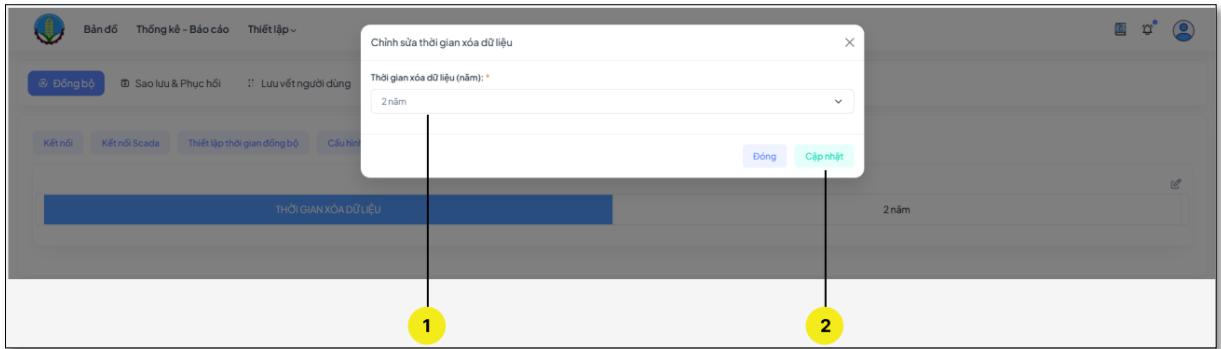 Bản đồ Thống kê - Báo cáo Thiết lập
Chỉnh sửa thời gian xóa dữ liệu
Đồng bộ Sao lưu & Phục hồi Lưu vết người dùng
Thời gian xóa dữ liệu (năm): *
2 năm
Kết nối Kết nối Scada Thiết lập thời gian đồng bộ Cấu hình
Đóng Cập nhật
THỜI GIAN XÓA DỮ LIỆU 2 năm
1 2